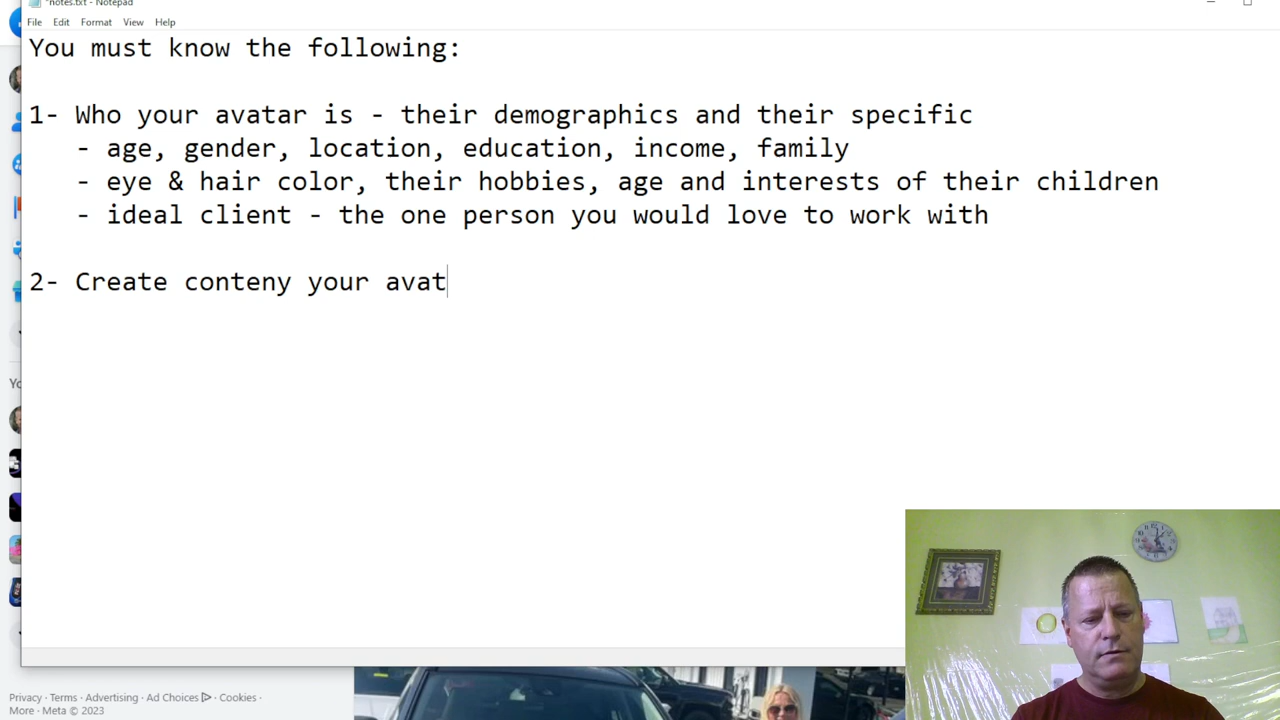 *notes.txt - Notepad
File Edit Format View Help
You must know the following:
1- Who your avatar is - their demographics and their specific
- age, gender, location, education, income, family
- eye & hair color, their hobbies, age and interests of their children
- ideal client - the one person you would love to work with
2- Create conteny your avat
Yo
Privacy · Terms · Advertising · Ad Choices · Cookies ·
More · Meta © 2023